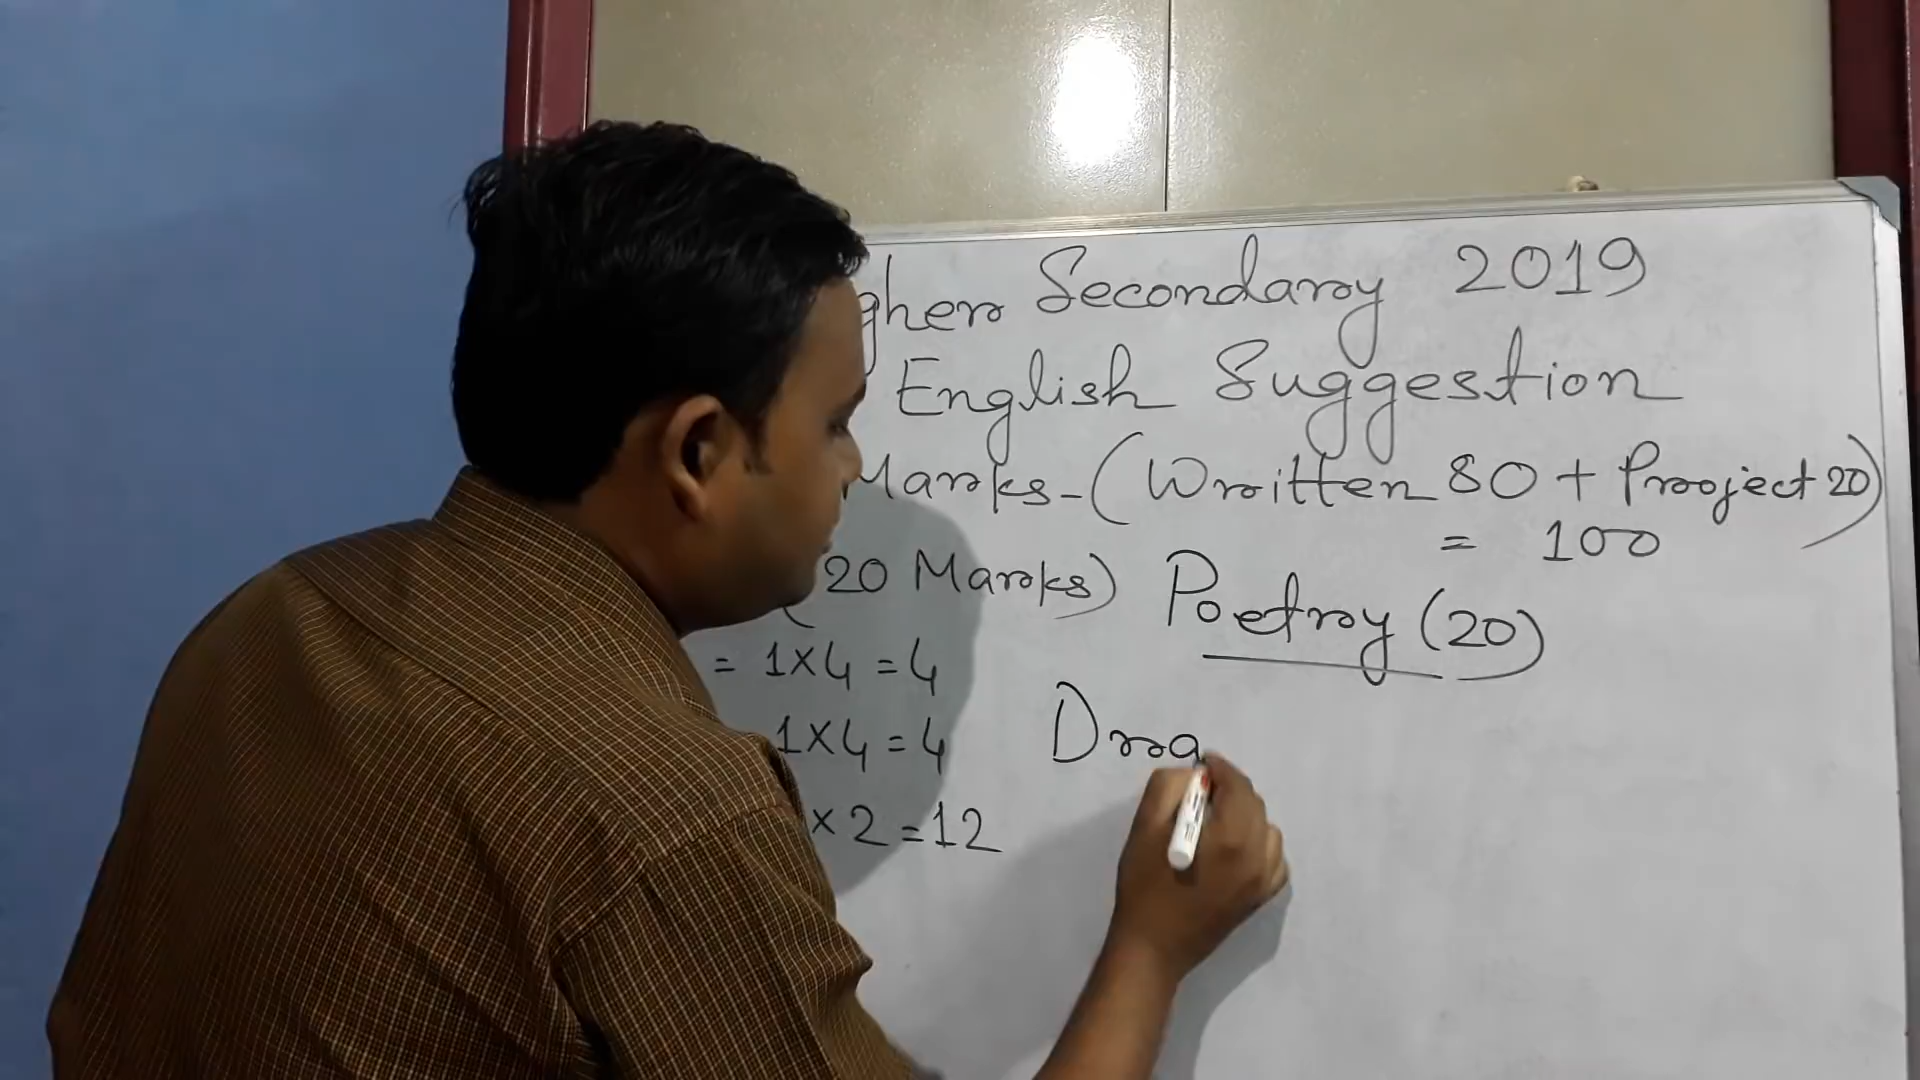 gher Secondary 2019
English Suggestion
Marks - (Written 80 + Project 20)
= 100
(20 Marks) Poetry (20)
= 1×4 = 4
1×4 = 4
× 2 = 12
Dra